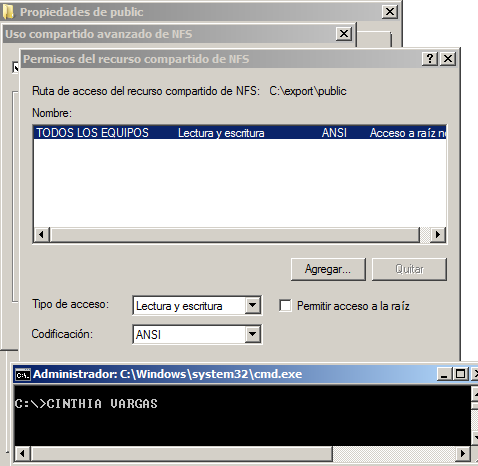 Propiedades de public
Uso compartido avanzado de NFS
Permisos del recurso compartido de NFS
Ruta de acceso del recurso compartido de NFS: C:\export\public
Nombre:
TODOS LOS EQUIPOS Lectura y escritura ANSI Acceso a raíz no
Agregar... Quitar
Tipo de acceso: Lectura y escritura Permitir acceso a la raíz
Codificación: ANSI
Administrador: C:\Windows\system32\cmd.exe
C:\>CINTHIA VARGAS